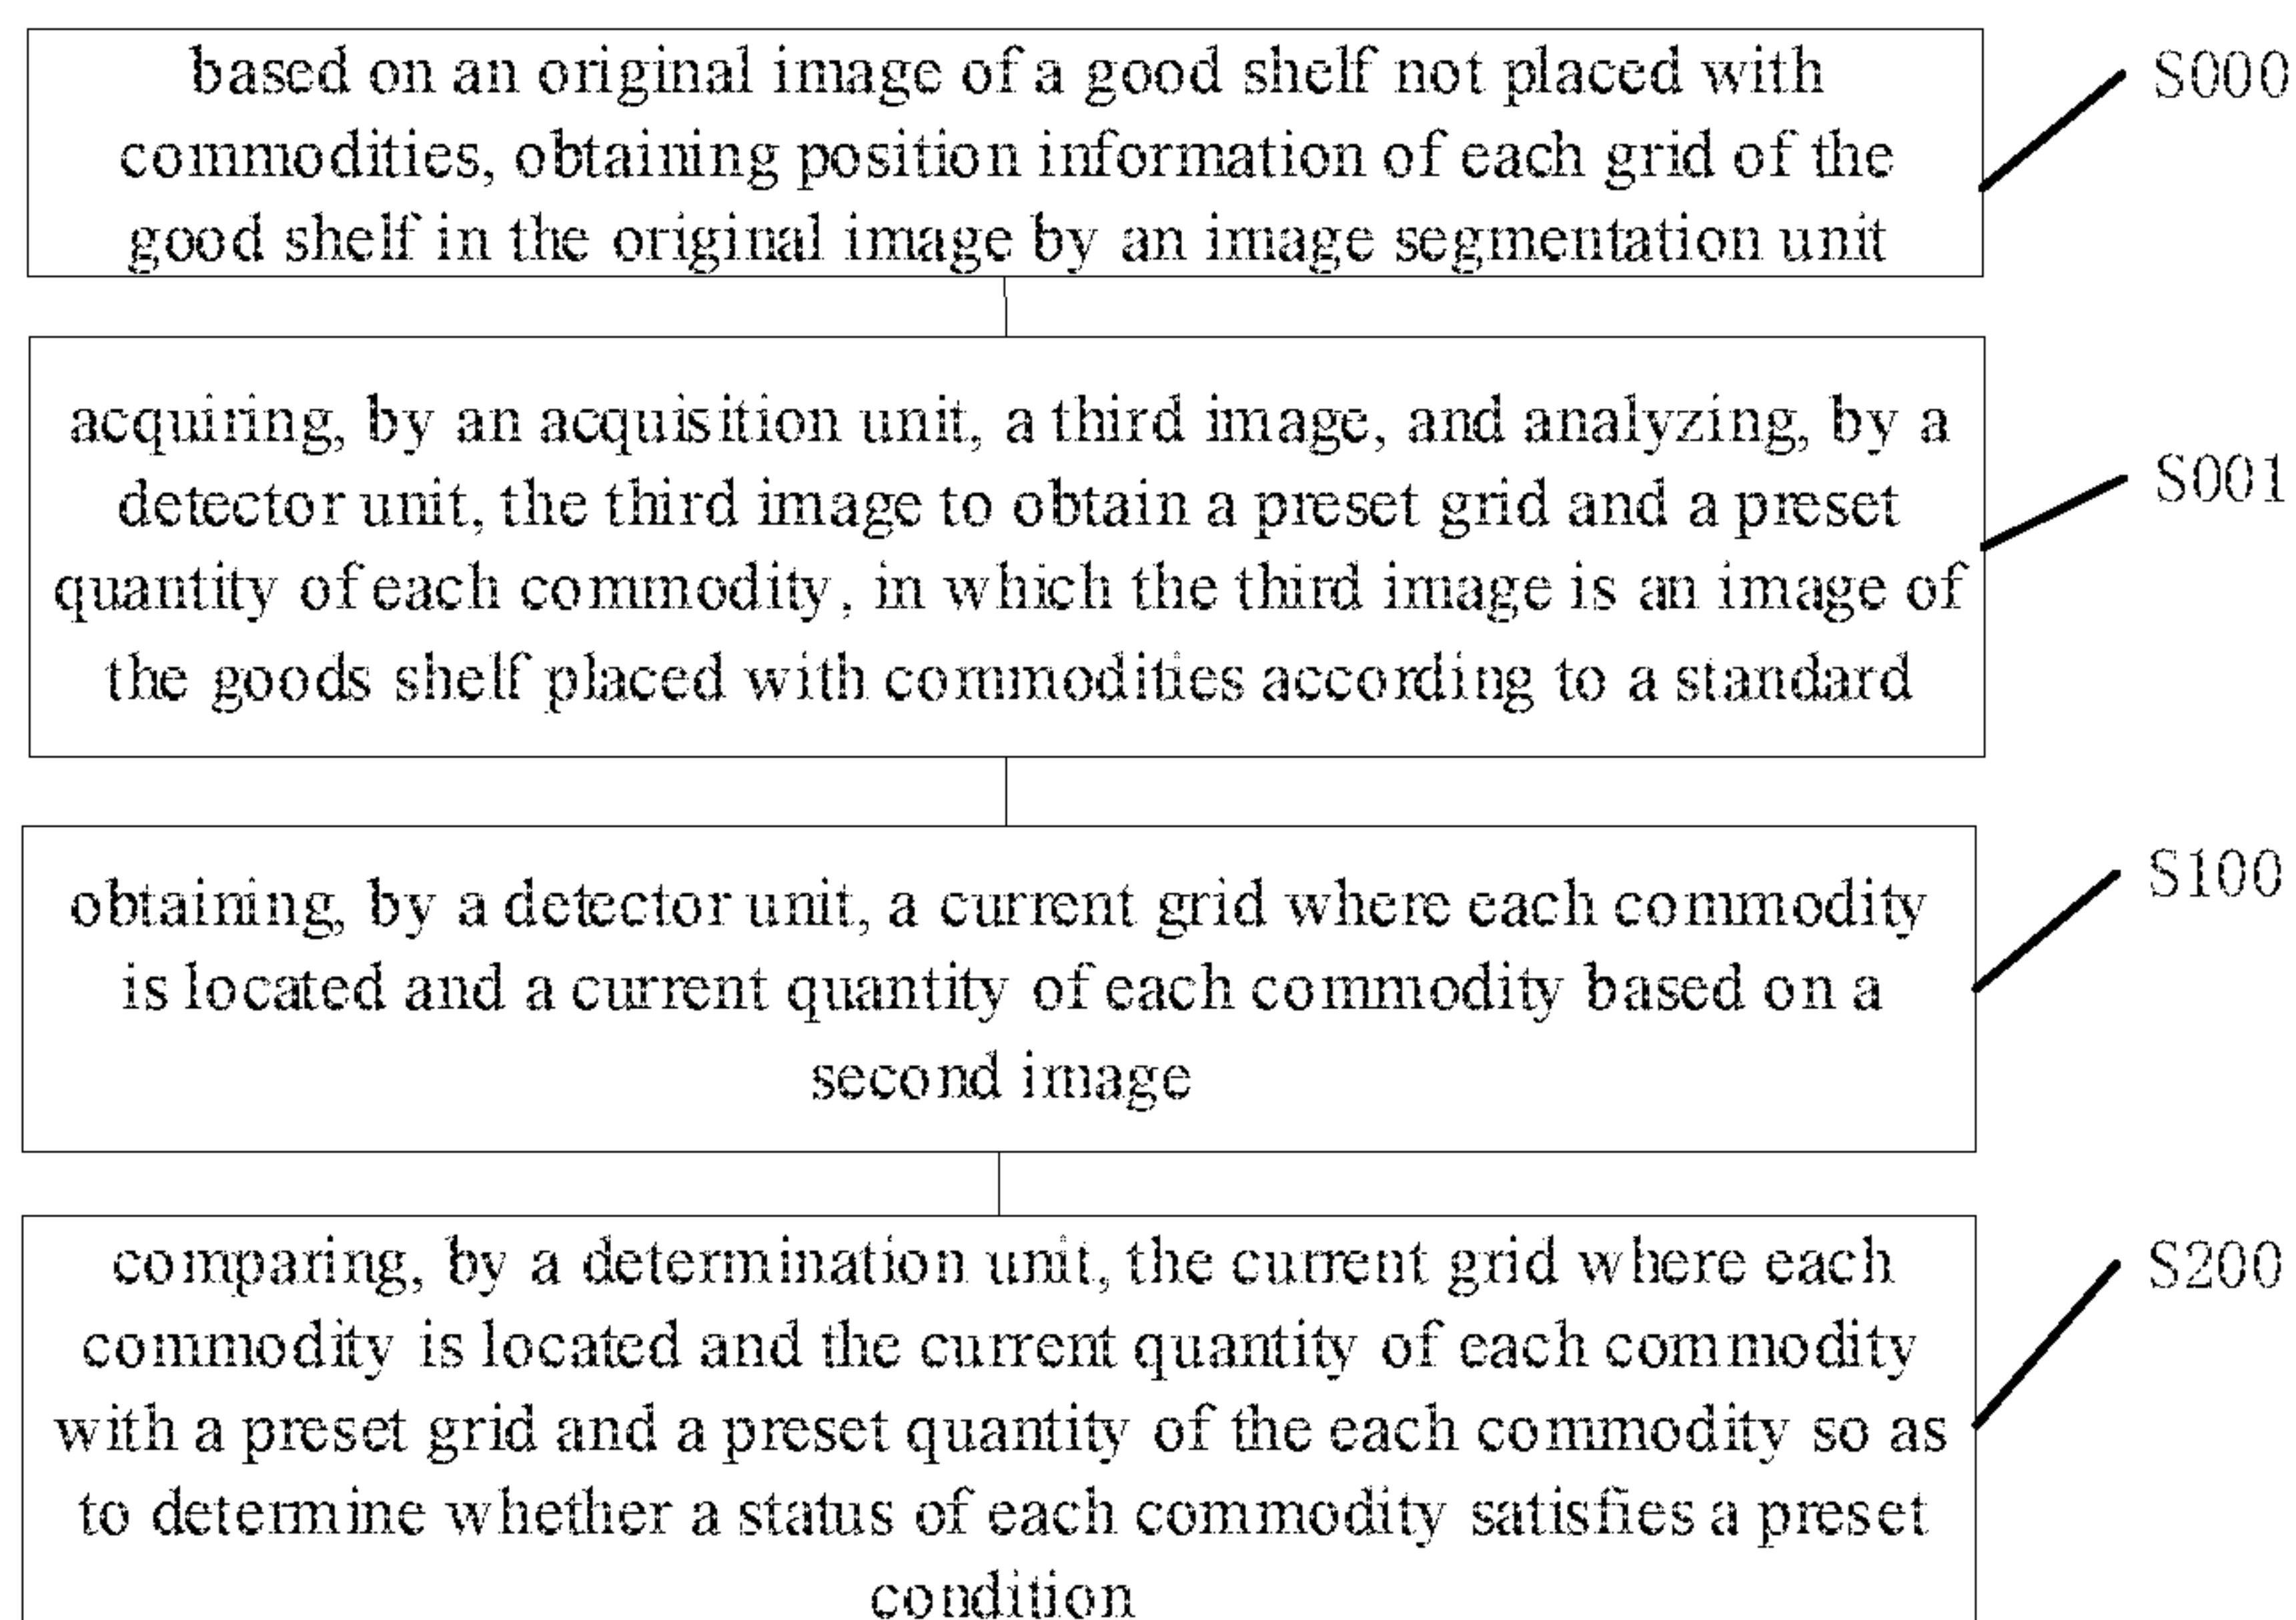 based on an original image of a good shelf not placed with
commodities, obtaining position information of each grid of the
good shelf in the original image by an image segmentation unit
S000
acquiring, by an acquisition unit, a third image, and analyzing, by a
detector unit, the third image to obtain a preset grid and a preset
quantity of each commodity, in which the third image is an image of
the goods shelf placed with commodities according to a standard
S001
obtaining, by a detector unit, a current grid where each commodity
is located and a current quantity of each commodity based on a
second image
S100
comparing, by a determination unit, the current grid where each
commodity is located and the current quantity of each commodity
with a preset grid and a preset quantity of the each commodity so as
to determine whether a status of each commodity satisfies a preset
condition
S200